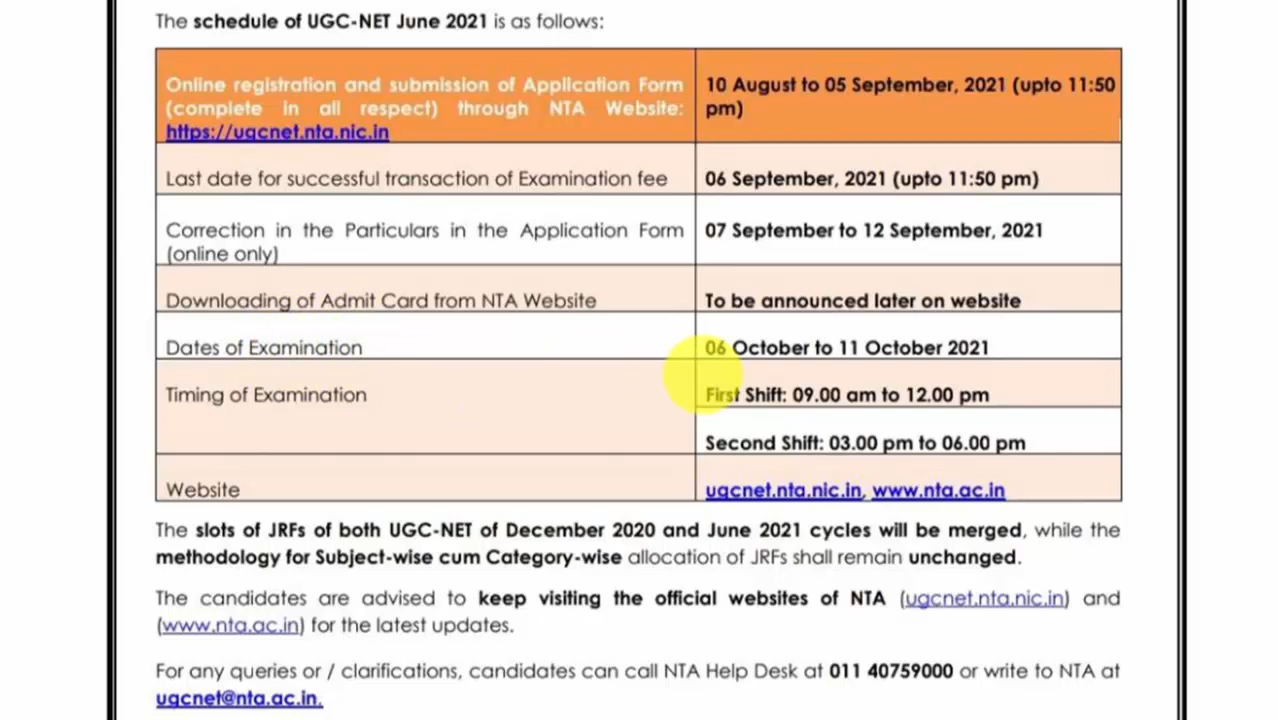 The schedule of UGC-NET June 2021 is as follows:
Online registration and submission of Application Form
(complete in all respect) through NTA Website:
https://ugcnet.nta.nic.in
10 August to 05 September, 2021 (upto 11:50
pm)
Last date for successful transaction of Examination fee
06 September, 2021 (upto 11:50 pm)
Correction in the Particulars in the Application Form
(online only)
07 September to 12 September, 2021
Downloading of Admit Card from NTA Website
To be announced later on website
Dates of Examination
06 October to 11 October 2021
Timing of Examination
First Shift: 09.00 am to 12.00 pm
Second Shift: 03.00 pm to 06.00 pm
Website
ugcnet.nta.nic.in, www.nta.ac.in
The slots of JRFs of both UGC-NET of December 2020 and June 2021 cycles will be merged, while the
methodology for Subject-wise cum Category-wise allocation of JRFs shall remain unchanged.
The candidates are advised to keep visiting the official websites of NTA (ugcnet.nta.nic.in) and
(www.nta.ac.in) for the latest updates.
For any queries or / clarifications, candidates can call NTA Help Desk at 011 40759000 or write to NTA at
ugcnet@nta.ac.in.